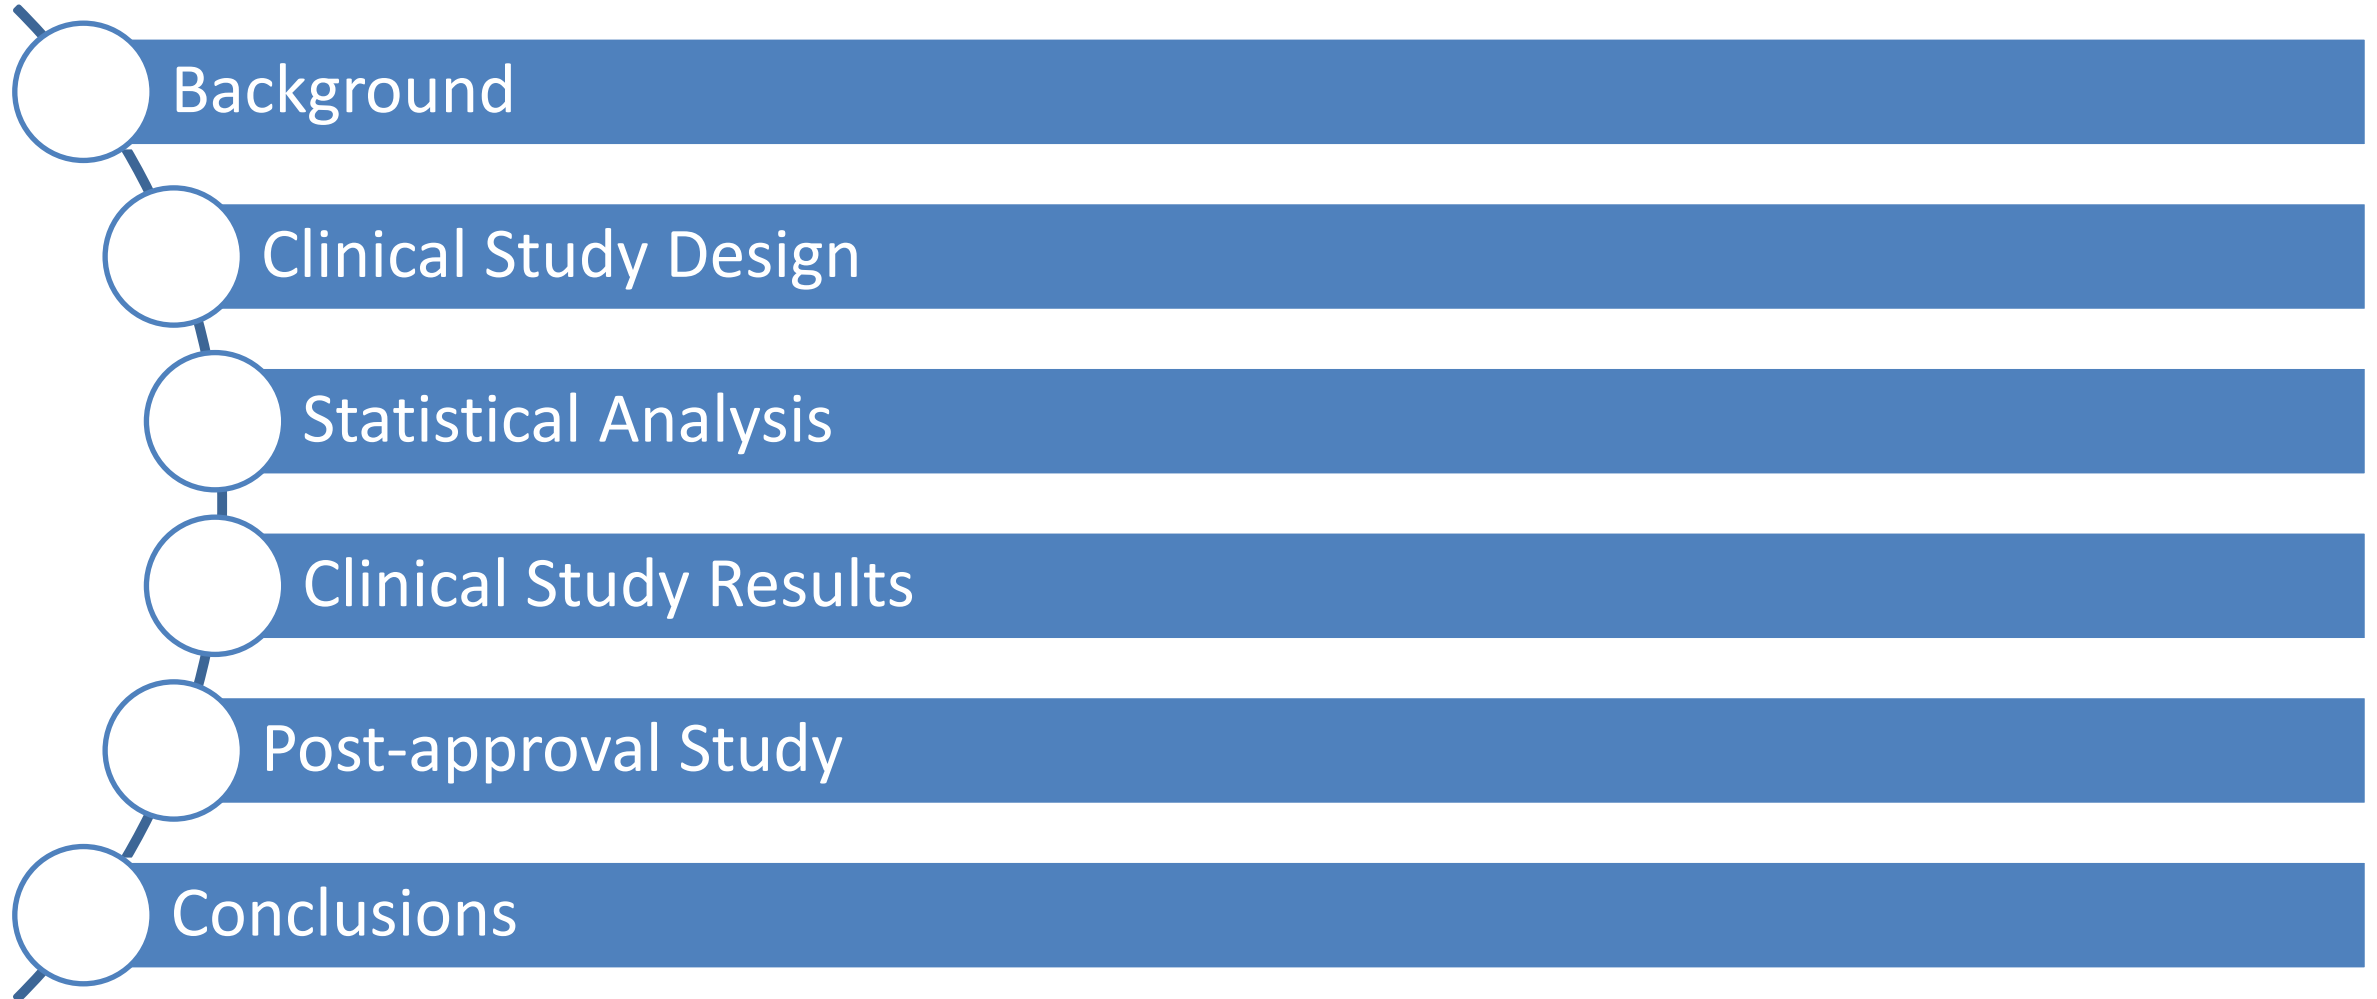 Background
Clinical Study Design
Statistical Analysis
Clinical Study Results
Post-approval Study
Conclusions